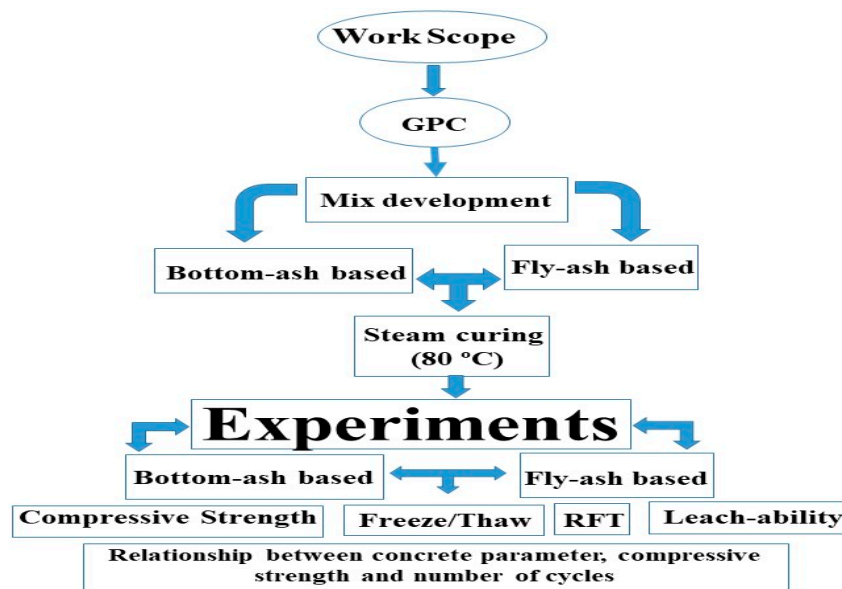 Work Scope
GPC
Mix development
Bottom-ash based
Fly-ash based
Steam curing
(80 °C)
Experiments
Bottom-ash based
Fly-ash based
Compressive Strength
Freeze/Thaw
RFT
Leach-ability
Relationship between concrete parameter, compressive
strength and number of cycles